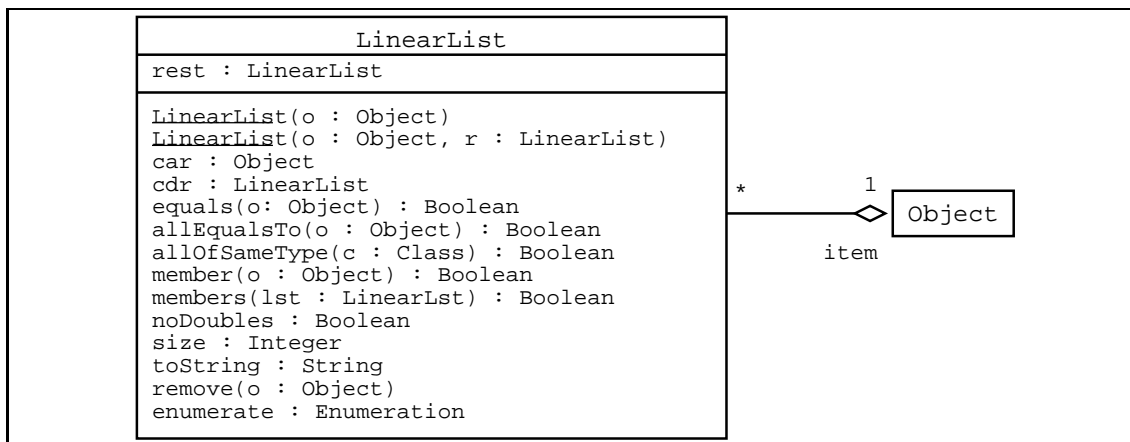 LinearList
rest : LinearList
LinearList(o : Object)
LinearList(o : Object, r : LinearList)
car : Object
cdr : LinearList
equals(o: Object) : Boolean
allEqualsTo(o : Object) : Boolean
allOfSameType(c : Class) : Boolean
member(o : Object) : Boolean
members(lst : LinearLst) : Boolean
noDoubles : Boolean
size : Integer
toString : String
remove(o : Object)
enumerate : Enumeration
* 1
Object
item